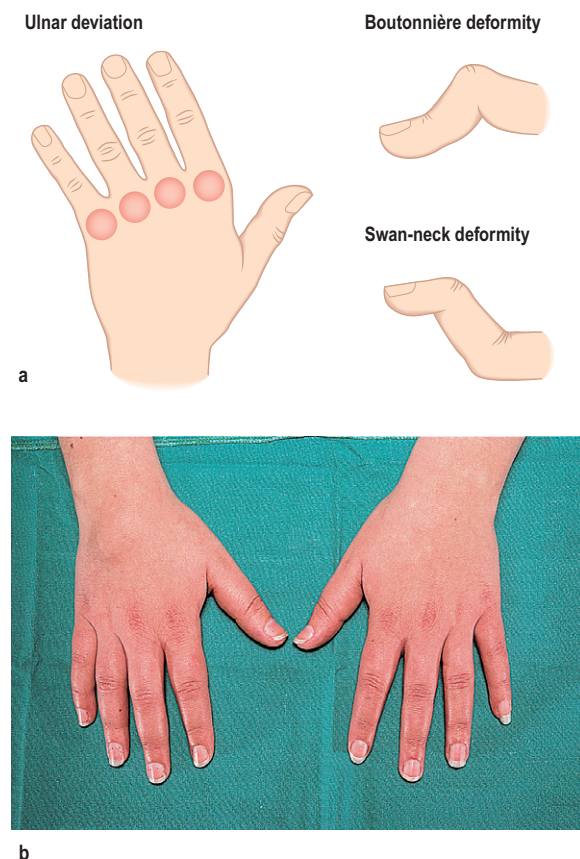 Ulnar deviation
Boutonnière deformity
Swan-neck deformity
a
b